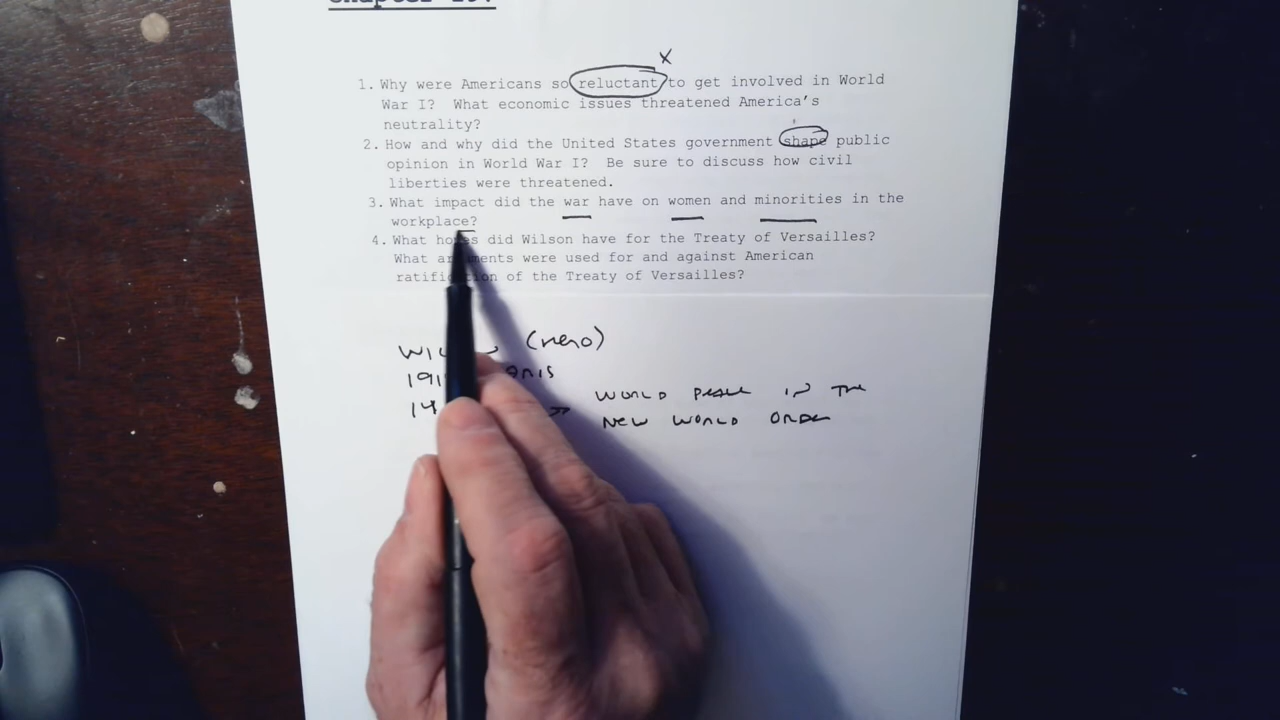 1. Why were Americans so reluctant to get involved in World
War I? What economic issues threatened America's
neutrality?
2. How and why did the United States government shape public
opinion in World War I? Be sure to discuss how civil
liberties were threatened.
3. What impact did the war have on women and minorities in the
workplace?
4. What did Wilson have for the Treaty of Versailles?
What were used for and against American
of the Treaty of Versailles?
(hero)
WORLD PEACE IN THE
NEW WORLD ORDER